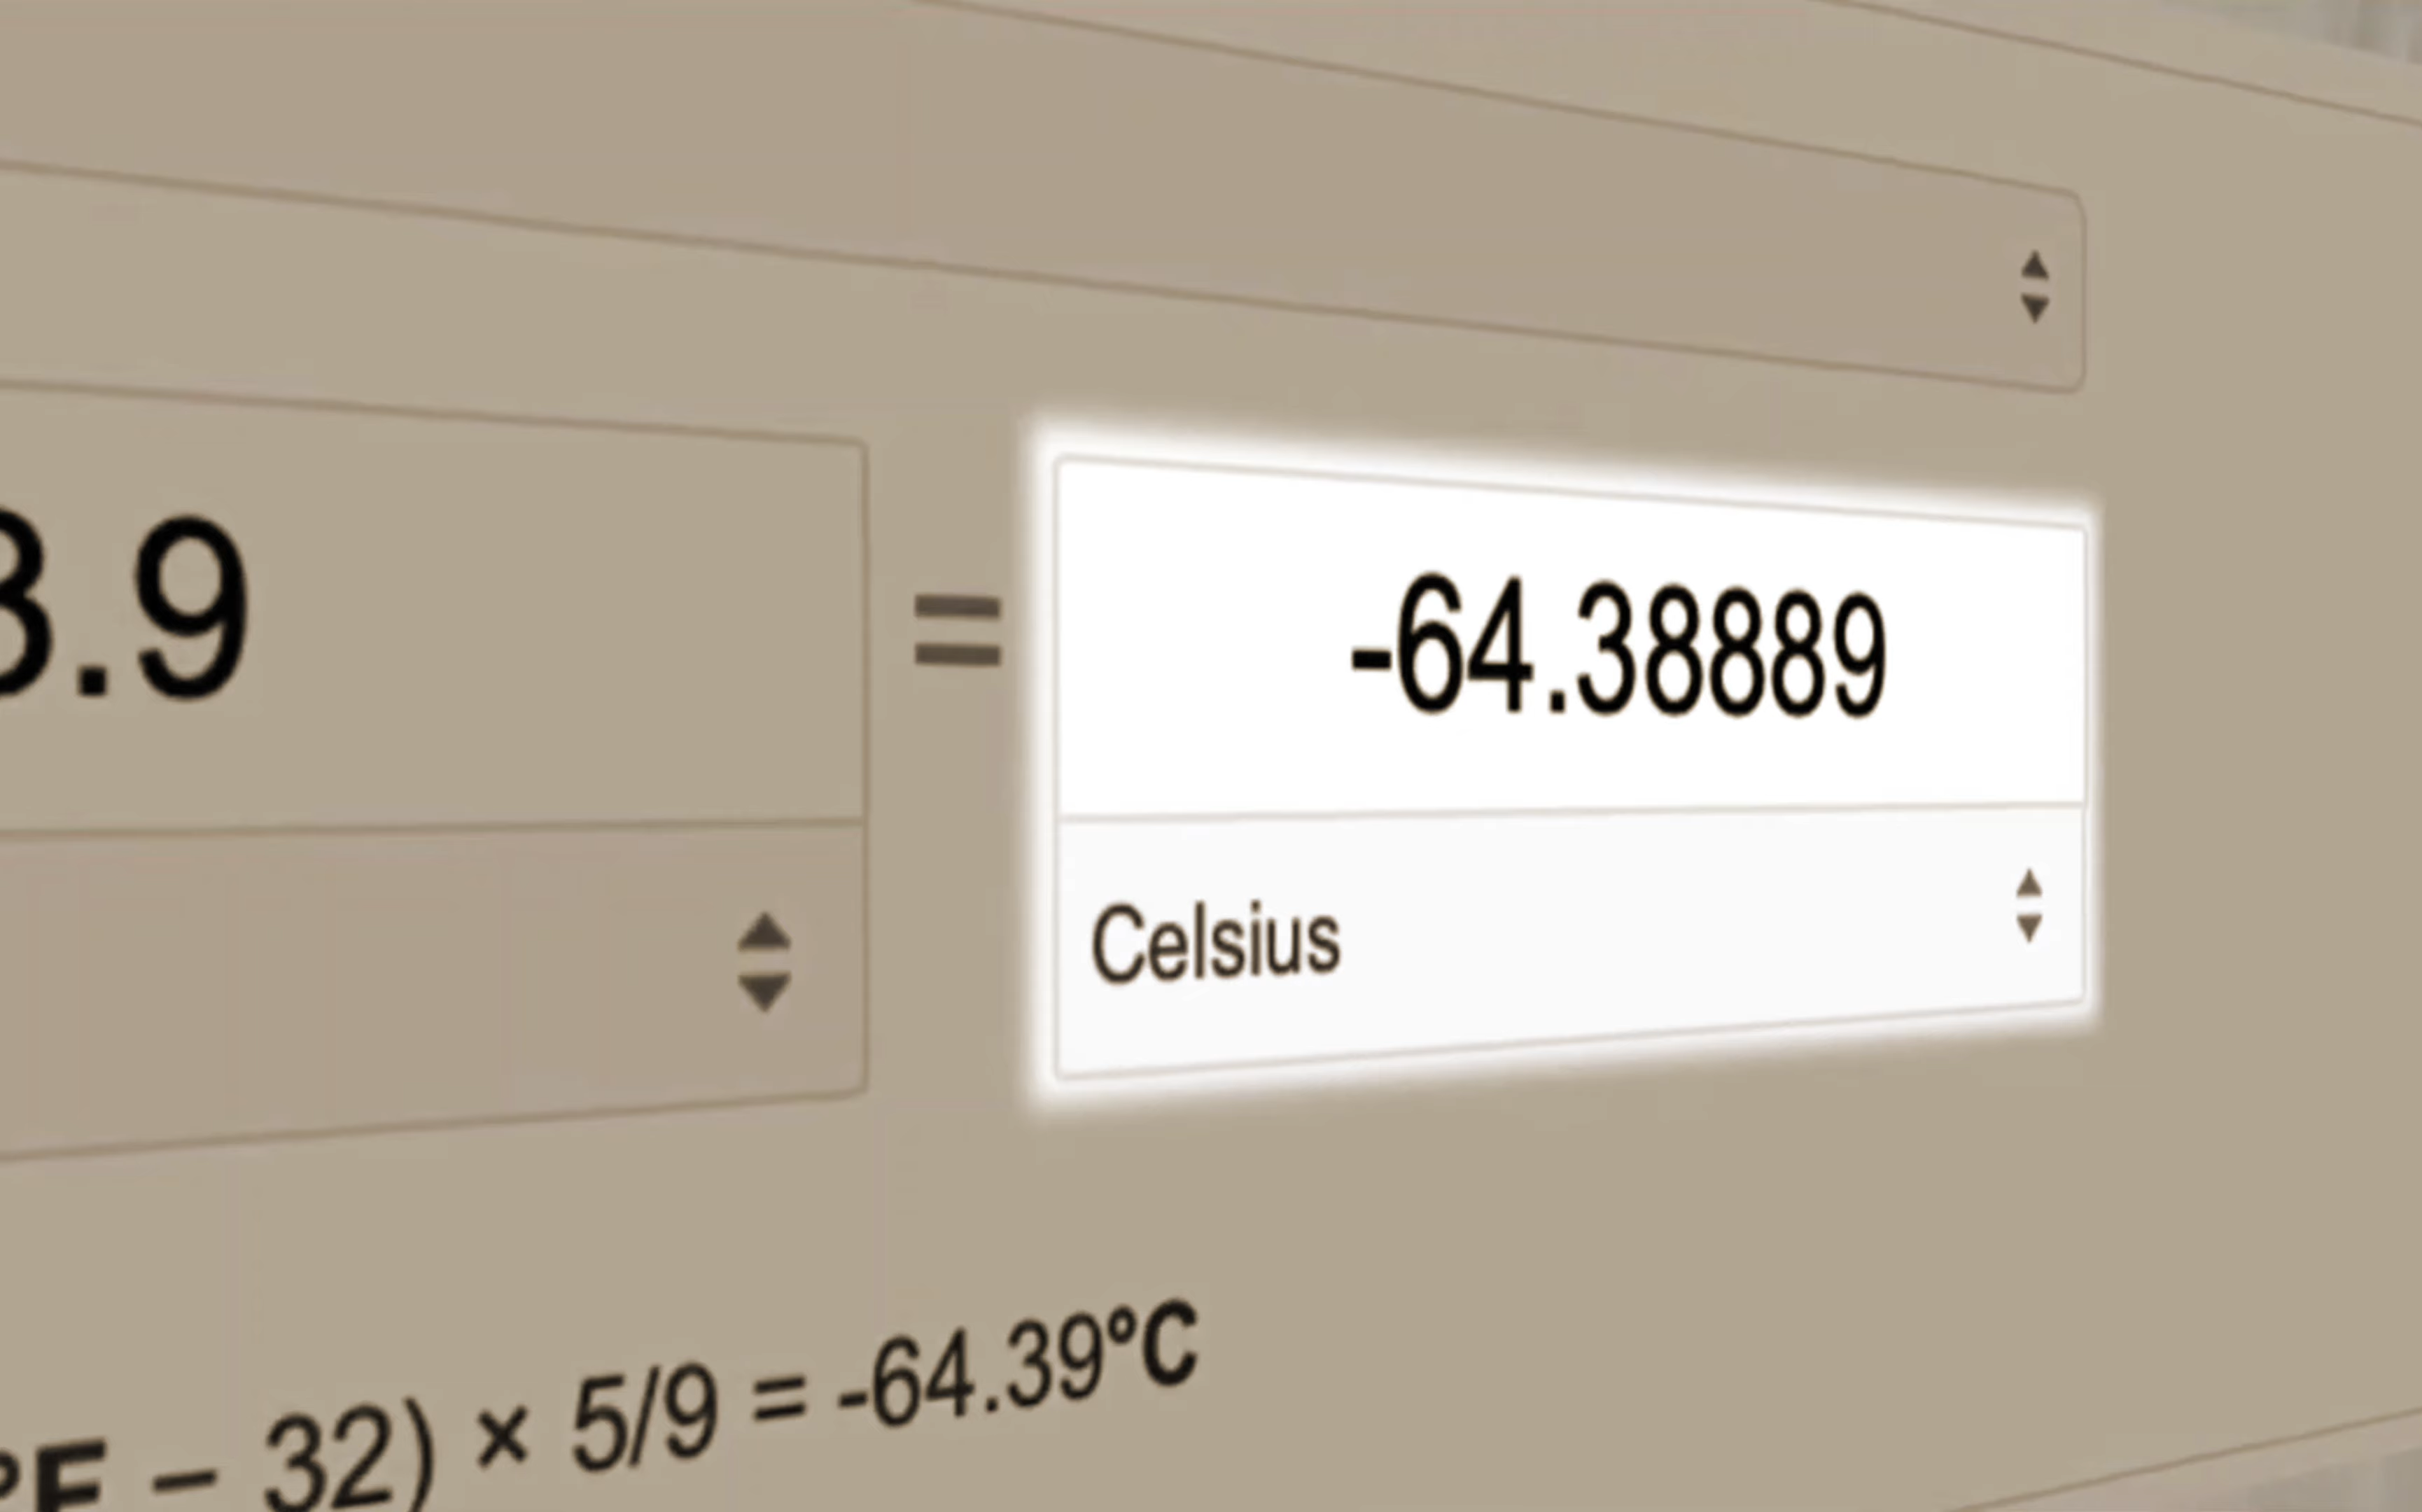 3.9 = -64.38889
Celsius
°F − 32) × 5/9 = -64.39°C